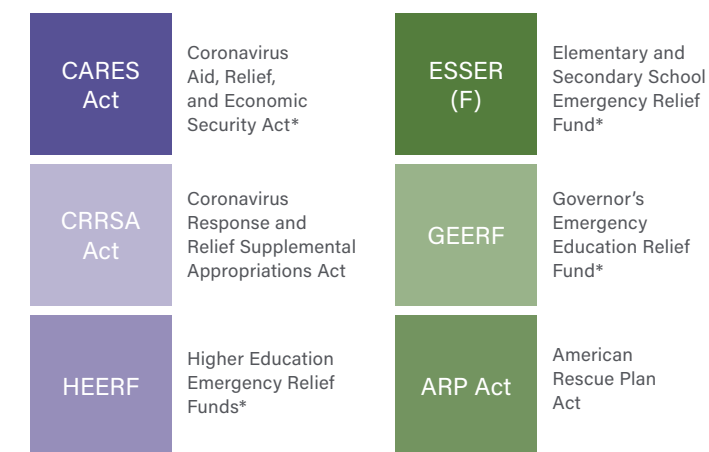 CARES
Act
Coronavirus
Aid, Relief,
and Economic
Security Act*
ESSER
(F)
Elementary and
Secondary School
Emergency Relief
Fund*
CRRSA
Act
Coronavirus
Response and
Relief Supplemental
Appropriations Act
GEERF
Governor’s
Emergency
Education Relief
Fund*
HEERF
Higher Education
Emergency Relief
Funds*
ARP Act
American
Rescue Plan
Act